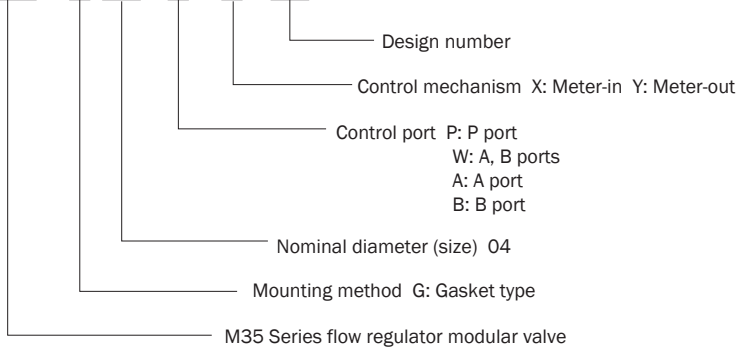 Design number
Control mechanism X: Meter-in Y: Meter-out
Control port P: P port
W: A, B ports
A: A port
B: B port
Nominal diameter (size) 04
Mounting method G: Gasket type
M35 Series flow regulator modular valve